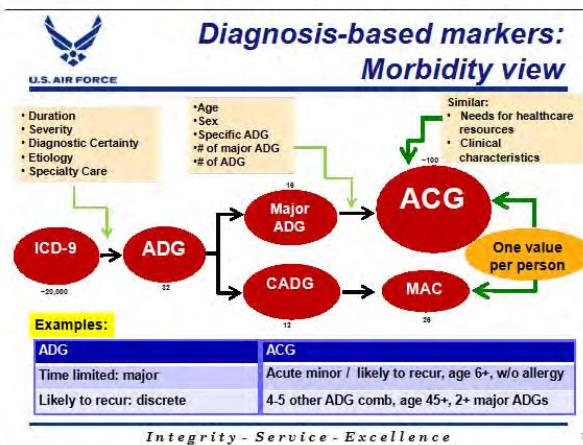 Diagnosis-based markers:
Morbidity view
U.S. AIR FORCE
• Duration
• Severity
• Diagnostic Certainty
• Etiology
• Specialty Care
• Age
• Sex
• Specific ADG
• # of major ADG
• # of ADG
Similar:
• Needs for healthcare
resources
• Clinical
characteristics
ICD-9
~20,000
ADG
32
Major
ADG
CADG
12
~100
ACG
MAC
26
One value
per person
Examples:
ADG
ACG
Time limited: major
Acute minor / likely to recur, age 6+, w/o allergy
Likely to recur: discrete
4-5 other ADG comb, age 45+, 2+ major ADGs
Integrity - Service - Excellence